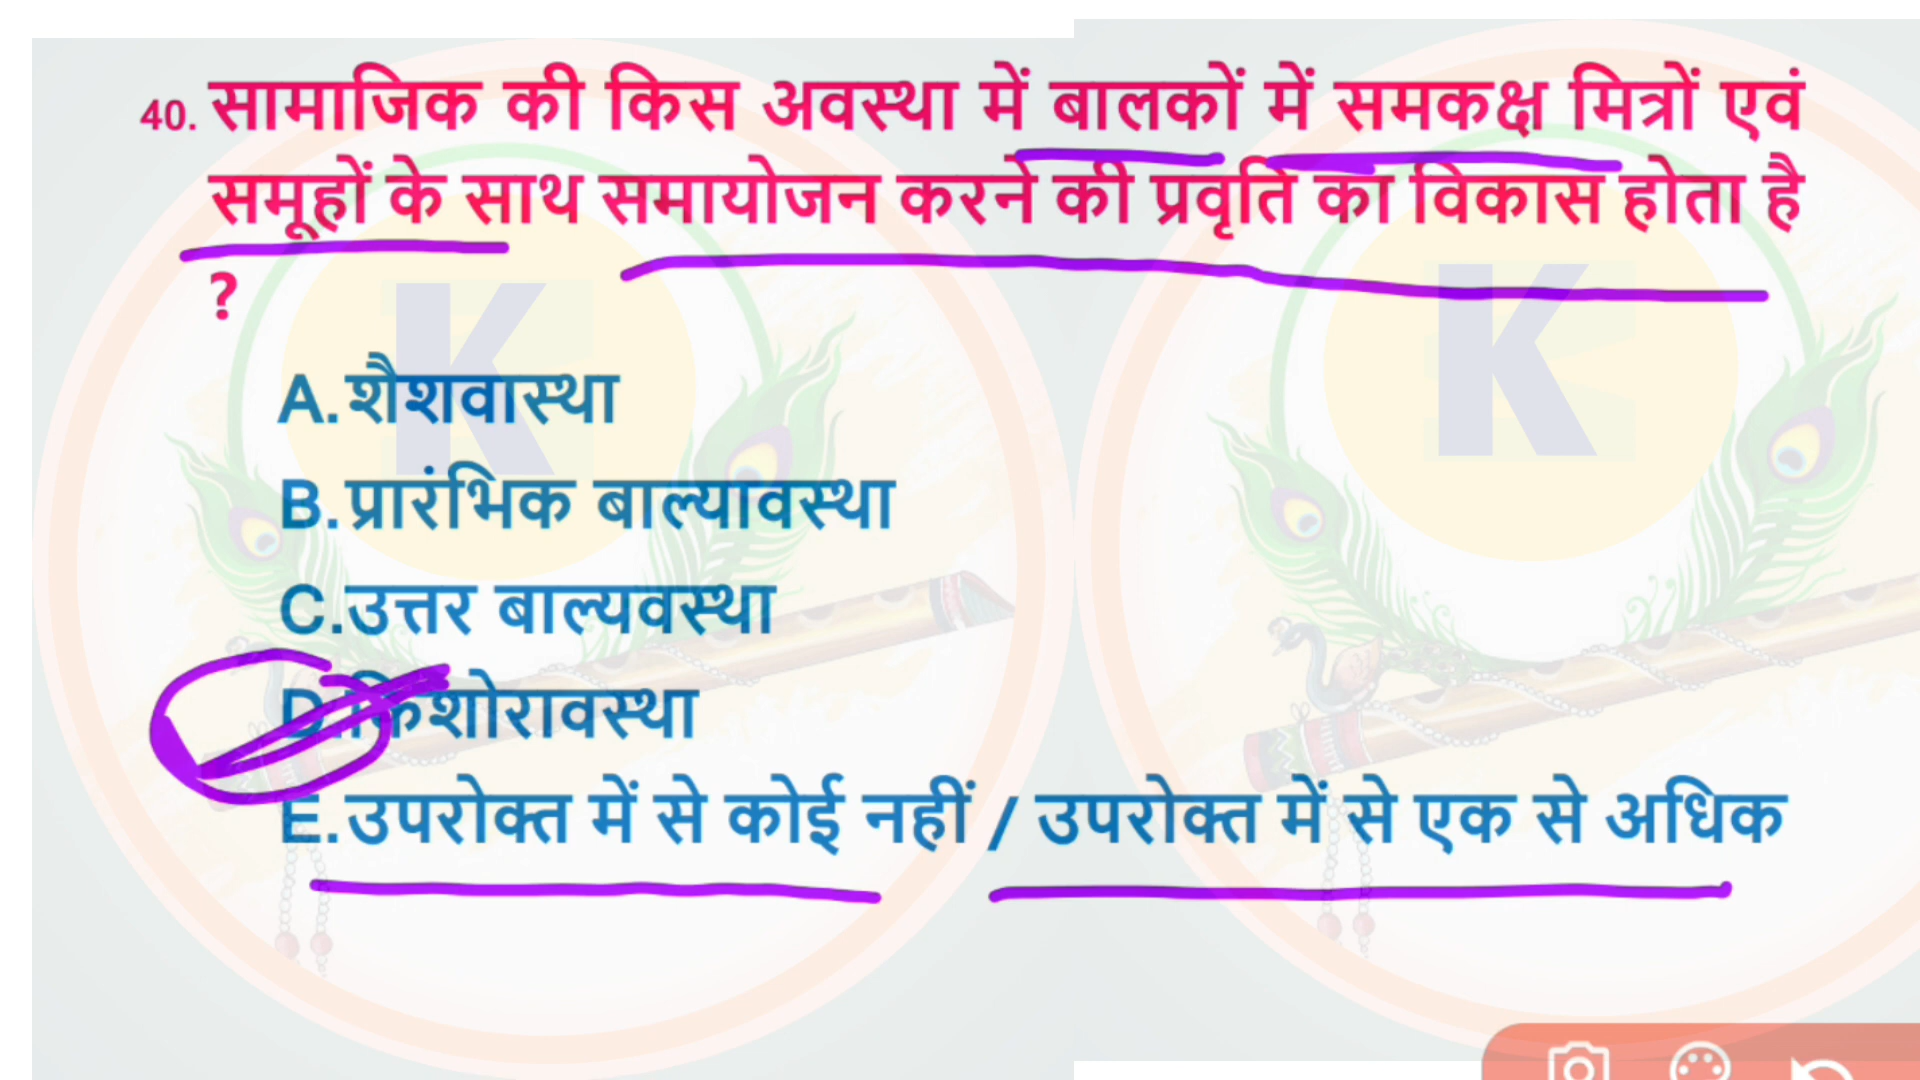 40. सामाजिक की किस अवस्था में बालकों में समकक्ष मित्रों एवं
समूहों के साथ समायोजन करने की प्रवृति का विकास होता है
?
A. शैशवास्था
B. प्रारंभिक बाल्यावस्था
C. उत्तर बाल्यवस्था
D. किशोरावस्था
E. उपरोक्त में से कोई नहीं / उपरोक्त में से एक से अधिक
K
K